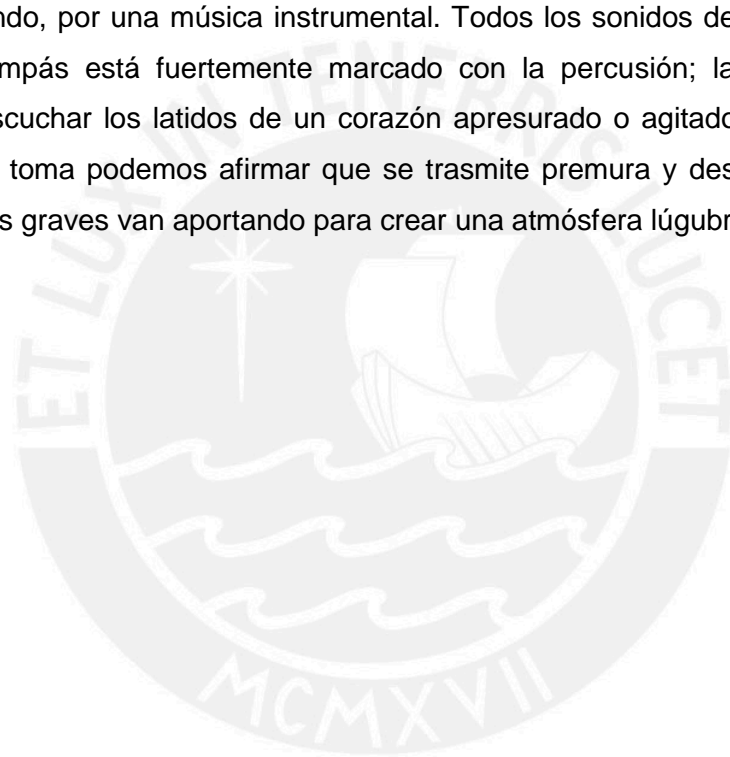 ndo, por una música instrumental. Todos los sonidos de
mpás está fuertemente marcado con la percusión; la
scuchar los latidos de un corazón apresurado o agitado
toma podemos afirmar que se trasmite premura y des
s graves van aportando para crear una atmósfera lúgubr
ET LUX IN TENEBRIS LUCET
MCMXVII